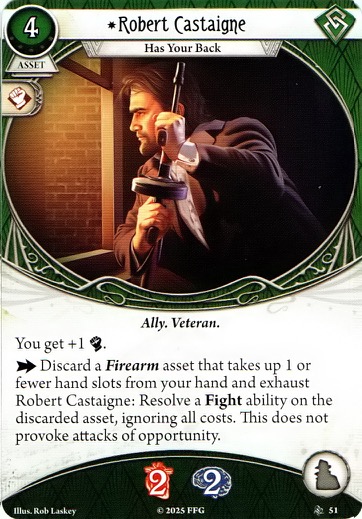 4
*Robert Castaigne
ASSET
Has Your Back
Ally. Veteran.
You get +1
Discard a Firearm asset that takes up 1 or
fewer hand slots from your hand and exhaust
Robert Castaigne: Resolve a Fight ability on the
discarded asset, ignoring all costs. This does not
provoke attacks of opportunity.
2 2
Illus. Rob Laskey © 2025 FFG 51